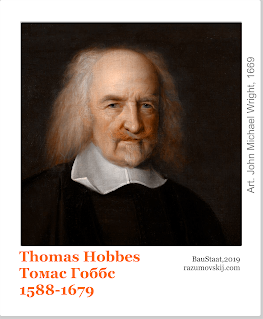 Art. John Michael Wright, 1669
Thomas Hobbes
Томас Гоббс
1588-1679
BauStaat,2019
razumovskij.com